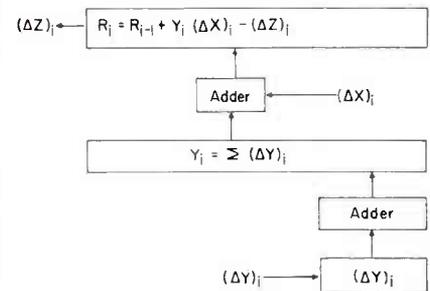 (ΔZ)ᵢ
Rᵢ = Rᵢ₋₁ + Yᵢ (ΔX)ᵢ − (ΔZ)ᵢ
Adder
(ΔX)ᵢ
Yᵢ = Σ (ΔY)ᵢ
Adder
(ΔY)ᵢ
(ΔY)ᵢ